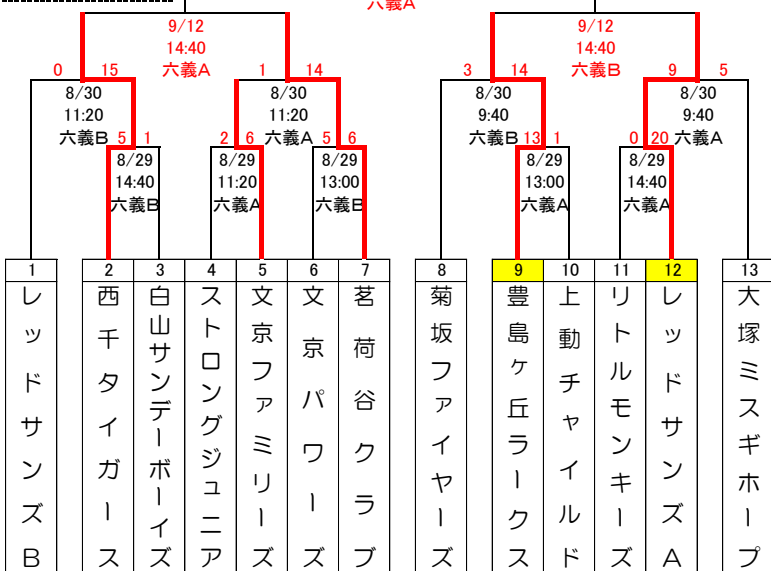 六義A
9/12
14:40
六義A
9/12
14:40
六義B
0 15
1 14
3 14
9 5
8/30
11:20
六義B
8/30
11:20
六義A
8/30
9:40
六義B
8/30
9:40
六義A
5 1
2 6
5 6
13 1
0 20
8/29
14:40
六義B
8/29
11:20
六義A
8/29
13:00
六義B
8/29
13:00
六義A
8/29
14:40
六義A
1 2 3 4 5 6 7 8 9 10 11 12 13
レッドサンズB
西千タイガース
白山サンデーボーイズ
ストロングジュニア
文京ファミリーズ
文京パワーズ
茗荷谷クラブ
菊坂ファイヤーズ
豊島ヶ丘ラークス
上動チャイルド
リトルモンキーズ
レッドサンズA
大塚ミスギホープ